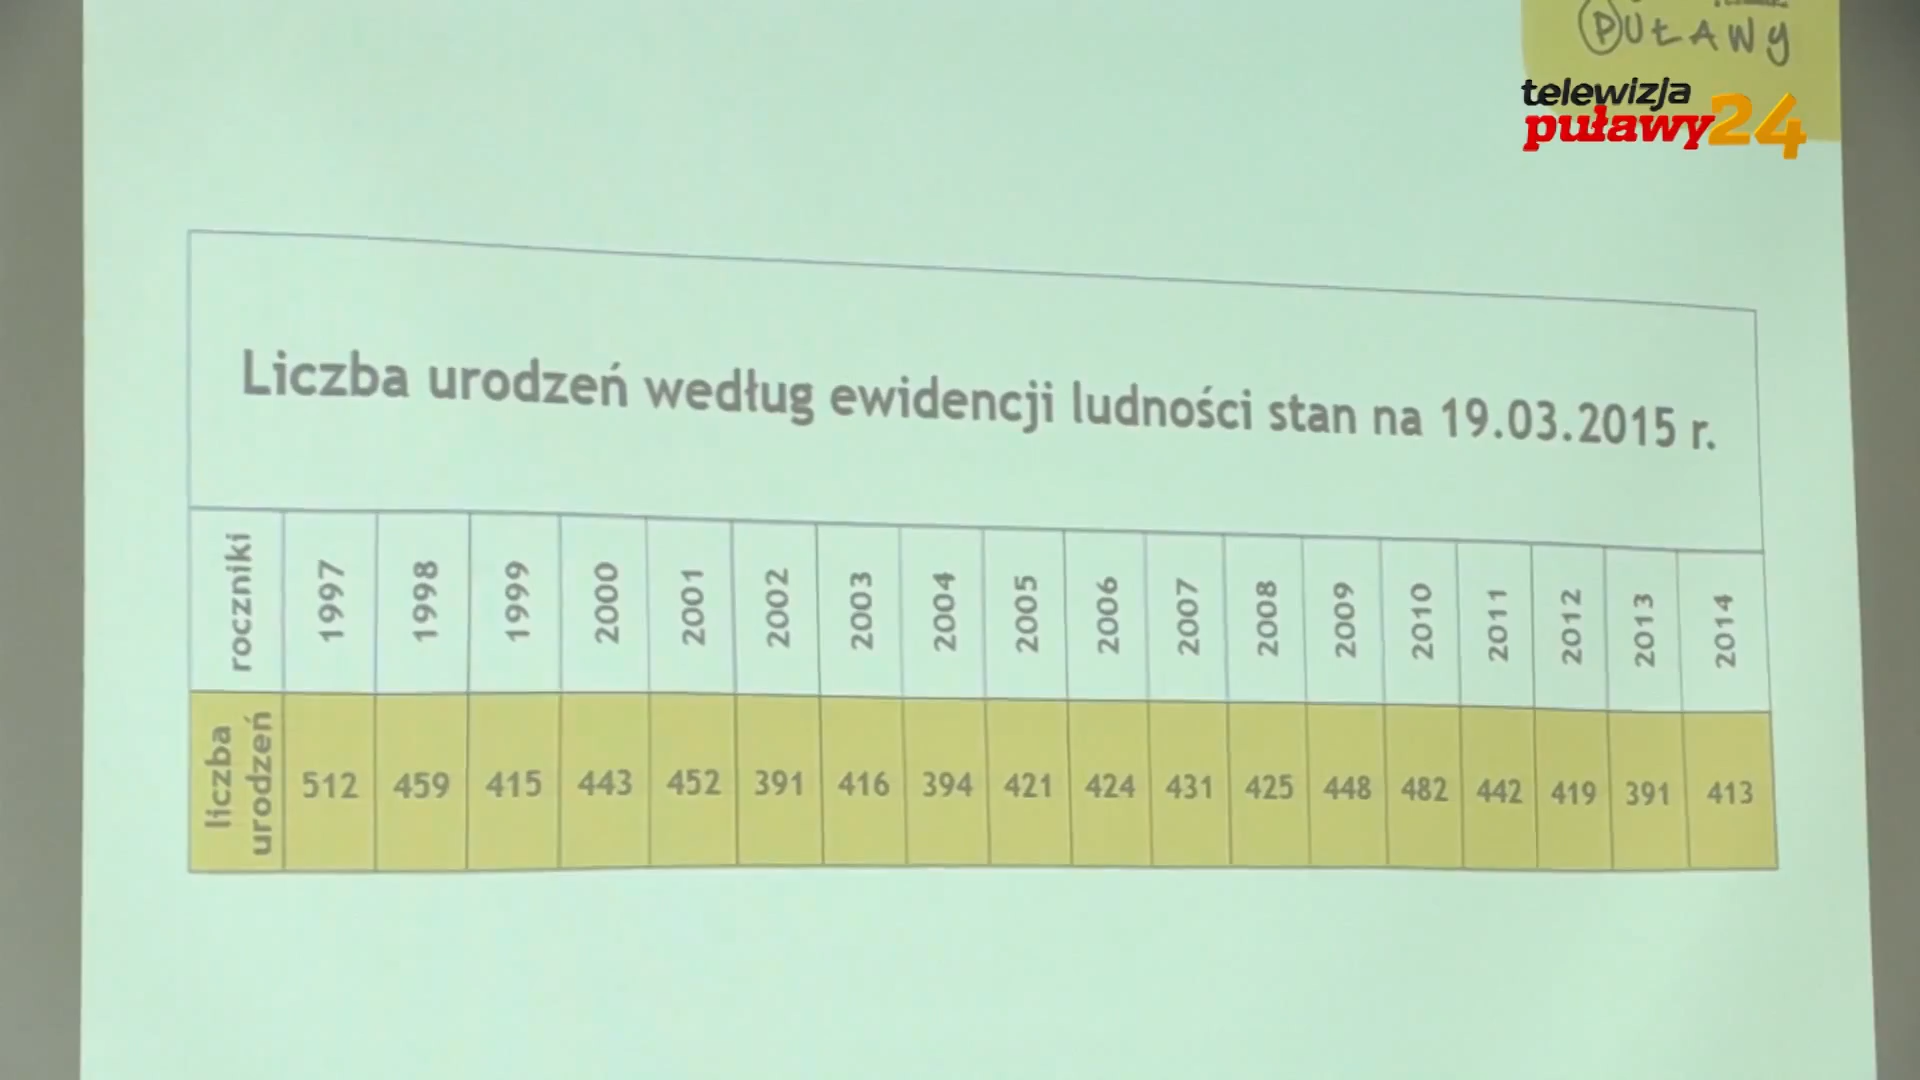 PUŁAWY
telewizja
puławy24
Liczba urodzeń według ewidencji ludności stan na 19.03.2015 r.
roczniki 1997 1998 1999 2000 2001 2002 2003 2004 2005 2006 2007 2008 2009 2010 2011 2012 2013 2014
liczba urodzeń 512 459 415 443 452 391 416 394 421 424 431 425 448 482 442 419 391 413